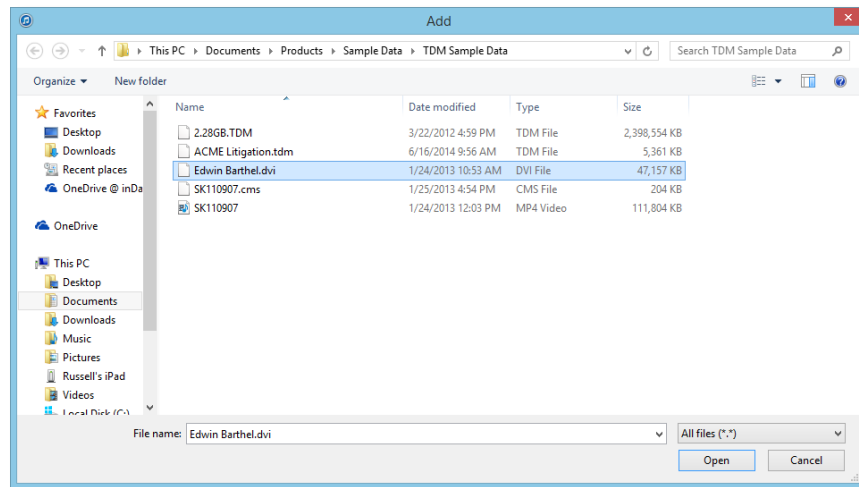 Add
This PC Documents Products Sample Data TDM Sample Data Search TDM Sample Data
Organize New folder
Name Date modified Type Size
Favorites
Desktop 2.28GB.TDM 3/22/2012 4:59 PM TDM File 2,398,554 KB
Downloads ACME Litigation.tdm 6/16/2014 9:56 AM TDM File 5,361 KB
Recent places Edwin Barthel.dvi 1/24/2013 10:53 AM DVI File 47,157 KB
OneDrive @ inDa SK110907.cms 1/25/2013 4:54 PM CMS File 204 KB
SK110907 1/24/2013 12:03 PM MP4 Video 111,804 KB
OneDrive
This PC
Desktop
Documents
Downloads
Music
Pictures
Russell's iPad
Videos
Local Disk (C:)
File name: Edwin Barthel.dvi All files (*.*)
Open Cancel